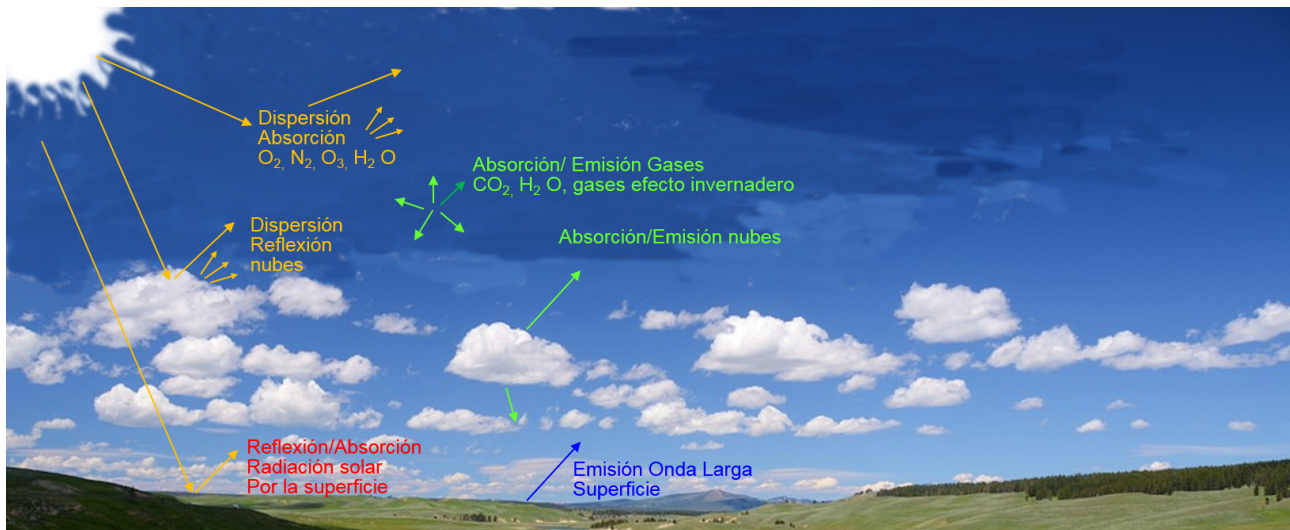 Dispersión
Absorción
O2, N2, O3, H2 O
Absorción/ Emisión Gases
CO2, H2 O, gases efecto invernadero
Dispersión
Reflexión
nubes
Absorción/Emisión nubes
Reflexión/Absorción
Radiación solar
Por la superficie
Emisión Onda Larga
Superficie